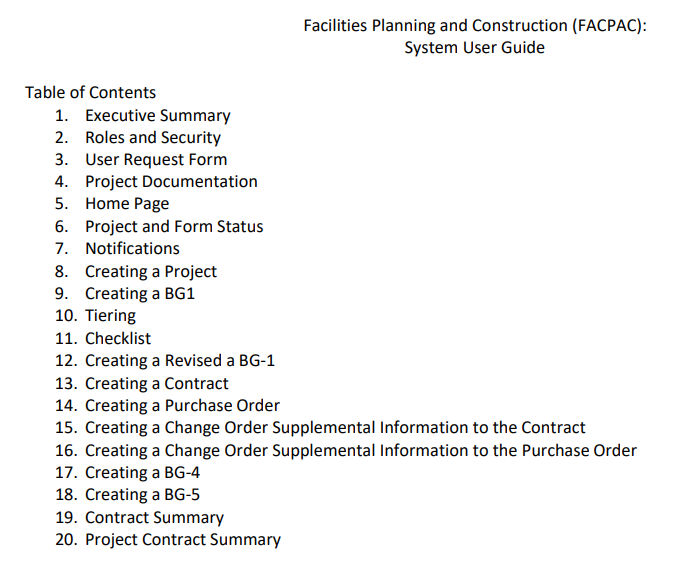 Facilities Planning and Construction (FACPAC):
System User Guide
Table of Contents
1. Executive Summary
2. Roles and Security
3. User Request Form
4. Project Documentation
5. Home Page
6. Project and Form Status
7. Notifications
8. Creating a Project
9. Creating a BG1
10. Tiering
11. Checklist
12. Creating a Revised a BG-1
13. Creating a Contract
14. Creating a Purchase Order
15. Creating a Change Order Supplemental Information to the Contract
16. Creating a Change Order Supplemental Information to the Purchase Order
17. Creating a BG-4
18. Creating a BG-5
19. Contract Summary
20. Project Contract Summary